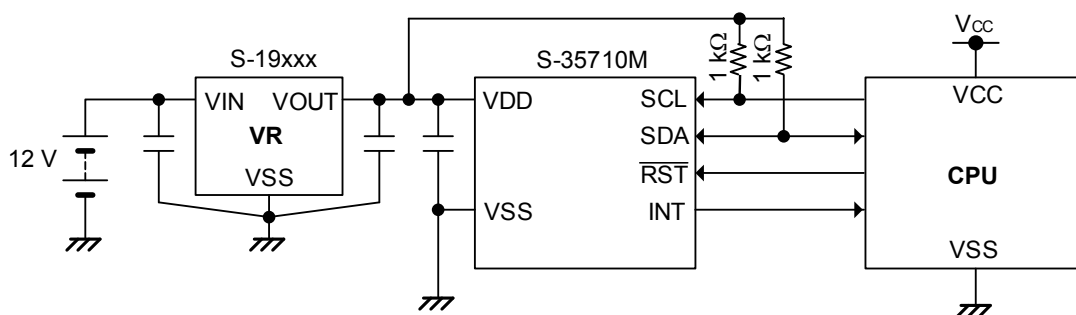 S-19xxx
VIN
VOUT
VR
VSS
12 V
S-35710M
VDD
VSS
SCL
SDA
RST
INT
1 kΩ
1 kΩ
VCC
VCC
CPU
VSS